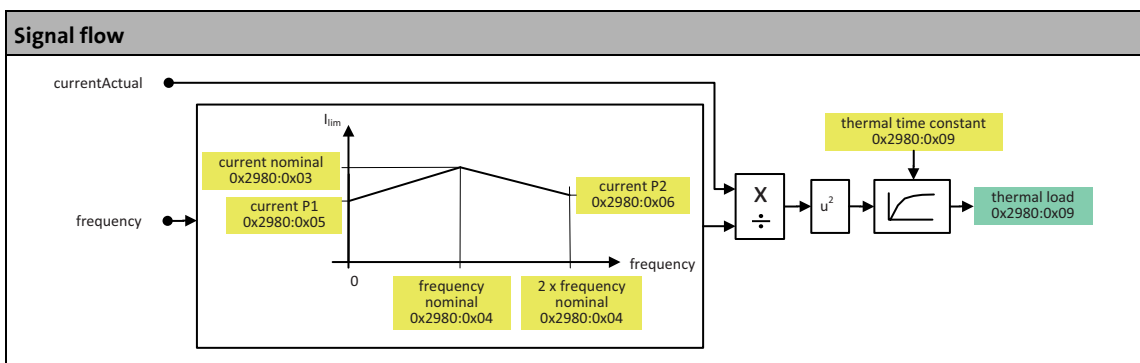 Signal flow
currentActual
thermal time constant
0x2980:0x09
I lim
current nominal
0x2980:0x03
current P2
0x2980:0x06
X
÷
u²
thermal load
0x2980:0x09
current P1
0x2980:0x05
frequency
frequency
0
frequency
nominal
0x2980:0x04
2 x frequency
nominal
0x2980:0x04